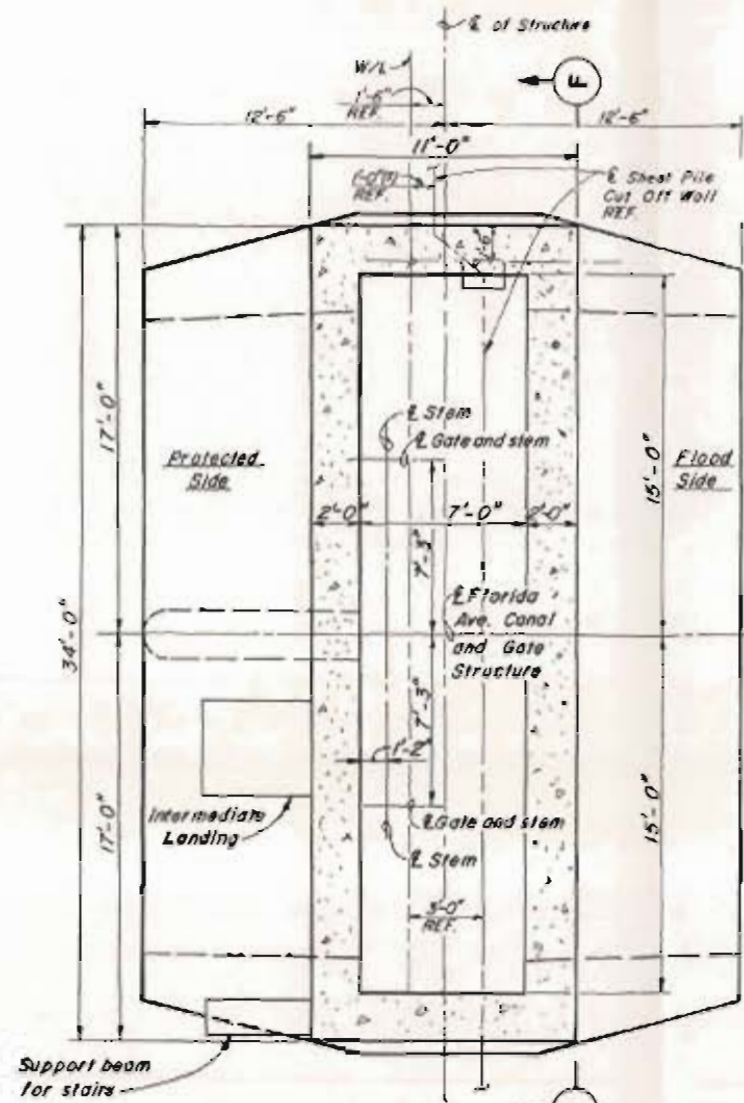 ℄ of Structure
W/L
F
1'-6"
REF.
12'-6"
12'-6"
11'-0"
REF.
℄ Sheet Pile
Cut Off Wall
REF.
1'-6"
17'-0"
℄ Stem
℄ Gate and stem
Protected
Side
Flood
Side
15'-0"
2'-0"
7'-0"
2'-0"
7'-3"
34'-0"
℄ Florida
Ave. Canal
and Gate
Structure
7'-3"
1'-2"
Intermediate
Landing
℄ Gate and stem
℄ Stem
17'-0"
15'-0"
3'-0"
REF.
Support beam
for stairs